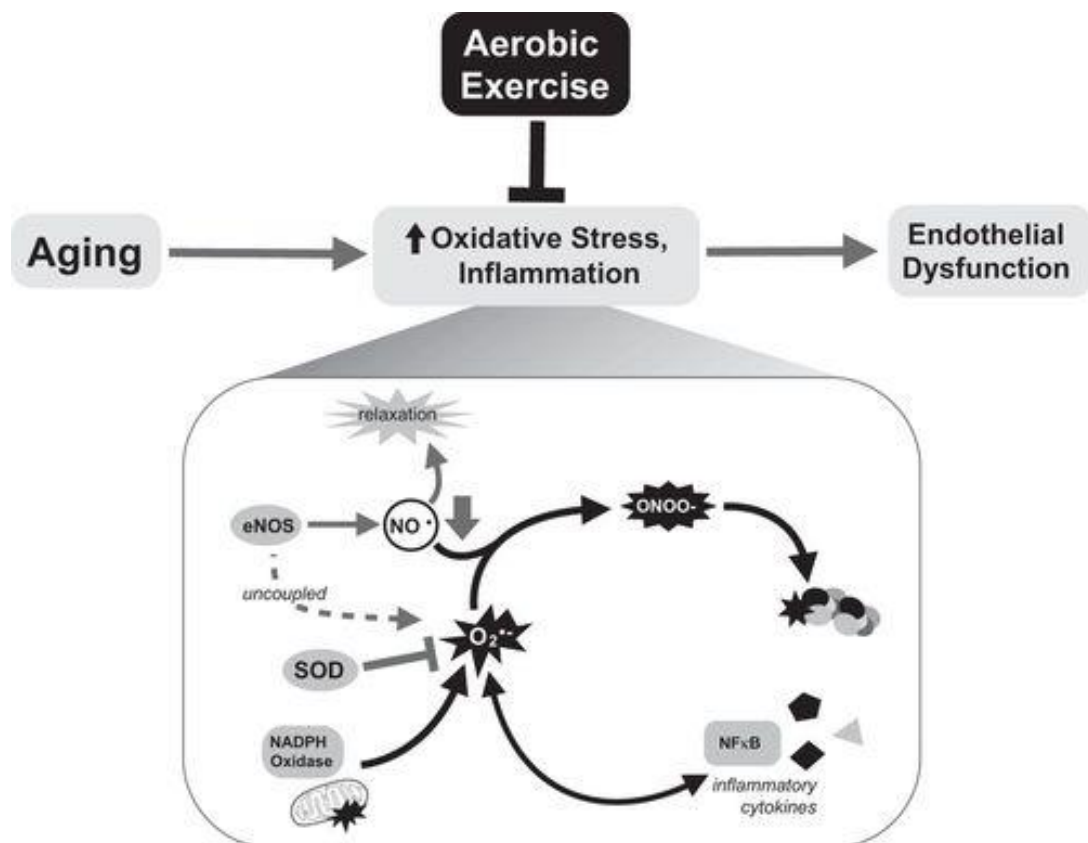 Aerobic
Exercise
Aging
Oxidative Stress,
Inflammation
Endothelial
Dysfunction
relaxation
eNOS
NO •
ONOO-
uncoupled
O₂•-
SOD
NADPH
Oxidase
NFκB
inflammatory
cytokines